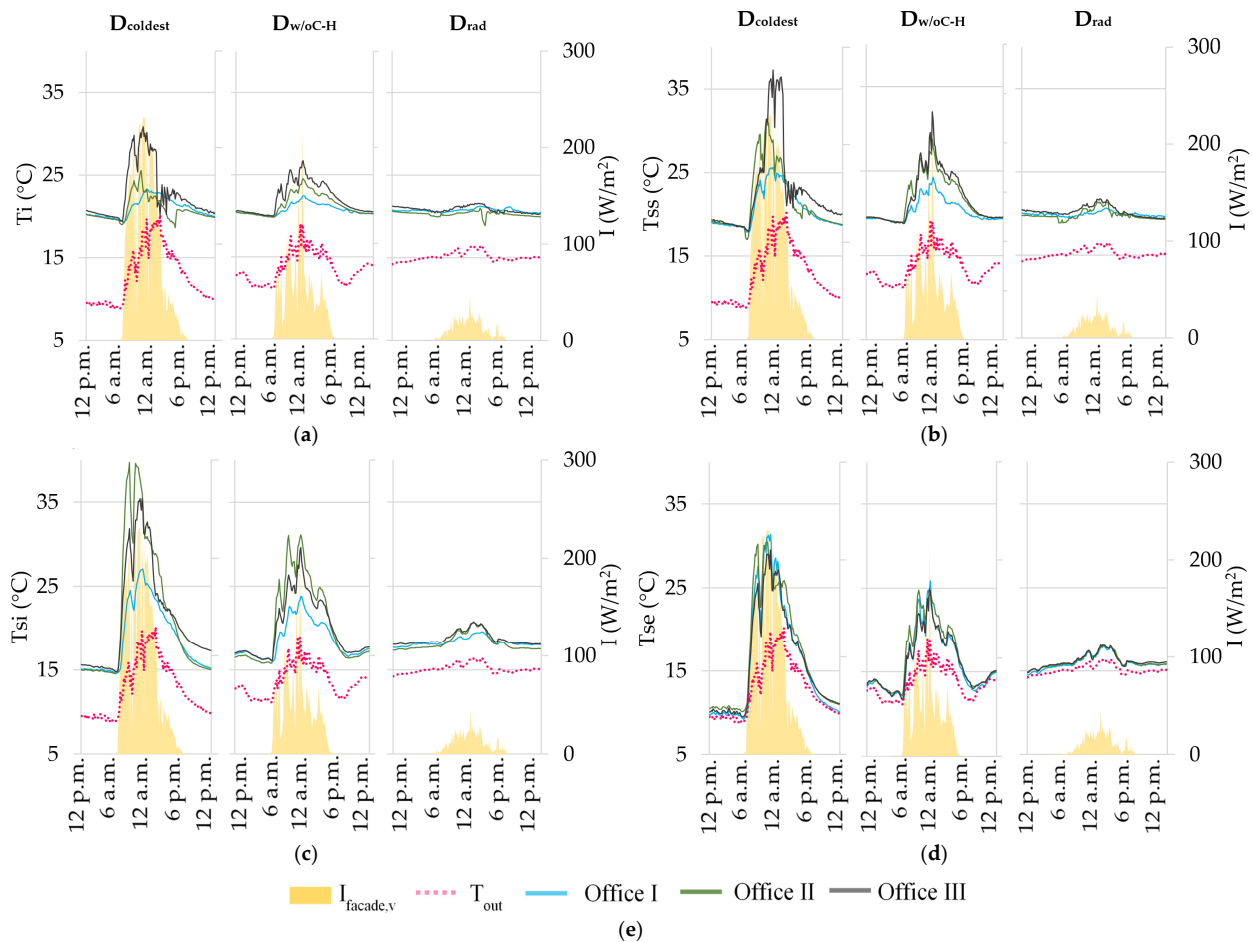 Dcoldest Dw/oC-H Drad
Ti (°C)
35
25
15
5
300
200
100
0
I (W/m2)
12 p.m. 6 a.m. 12 a.m. 6 p.m. 12 p.m. 12 p.m. 6 a.m. 12 a.m. 6 p.m. 12 p.m. 12 p.m. 6 a.m. 12 a.m. 6 p.m. 12 p.m.
(a)
Dcoldest Dw/oC-H Drad
Tss (°C)
35
25
15
5
300
200
100
0
I (W/m2)
12 p.m. 6 a.m. 12 a.m. 6 p.m. 12 p.m. 12 p.m. 6 a.m. 12 a.m. 6 p.m. 12 p.m. 12 p.m. 6 a.m. 12 a.m. 6 p.m. 12 p.m.
(b)
Tsi (°C)
35
25
15
5
300
200
100
0
I (W/m2)
12 p.m. 6 a.m. 12 a.m. 6 p.m. 12 p.m. 12 p.m. 6 a.m. 12 a.m. 6 p.m. 12 p.m. 12 p.m. 6 a.m. 12 a.m. 6 p.m. 12 p.m.
(c)
Tse (°C)
35
25
15
5
300
200
100
0
I (W/m2)
12 p.m. 6 a.m. 12 a.m. 6 p.m. 12 p.m. 12 p.m. 6 a.m. 12 a.m. 6 p.m. 12 p.m. 12 p.m. 6 a.m. 12 a.m. 6 p.m. 12 p.m.
(d)
Ifacade,v Tout Office I Office II Office III
(e)